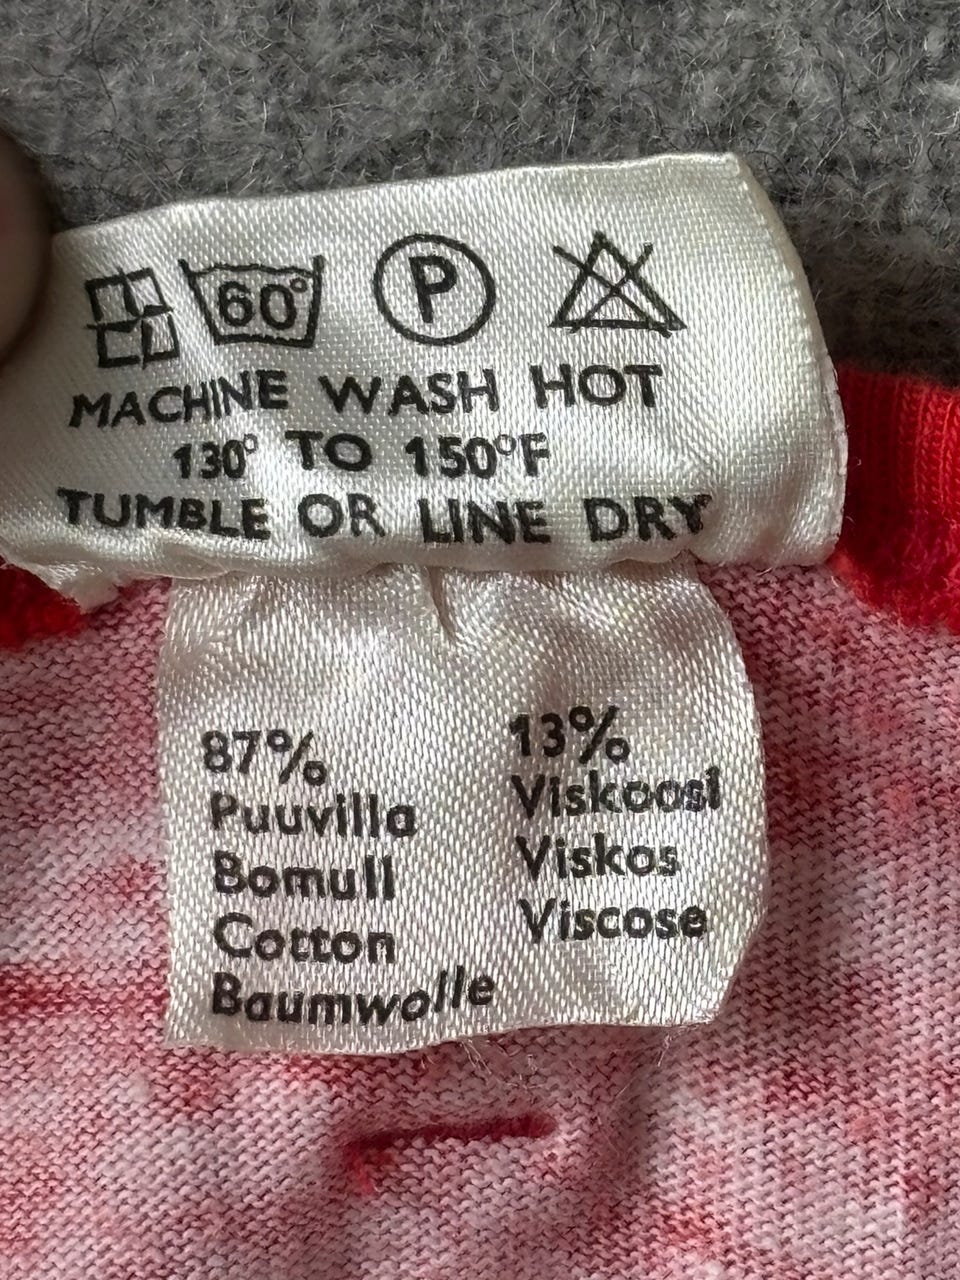 60°
P
MACHINE WASH HOT
130° TO 150°F
TUMBLE OR LINE DRY
87%
Puuvilla
Bomull
Cotton
Baumwolle
13%
Viskoosi
Viskos
Viscose